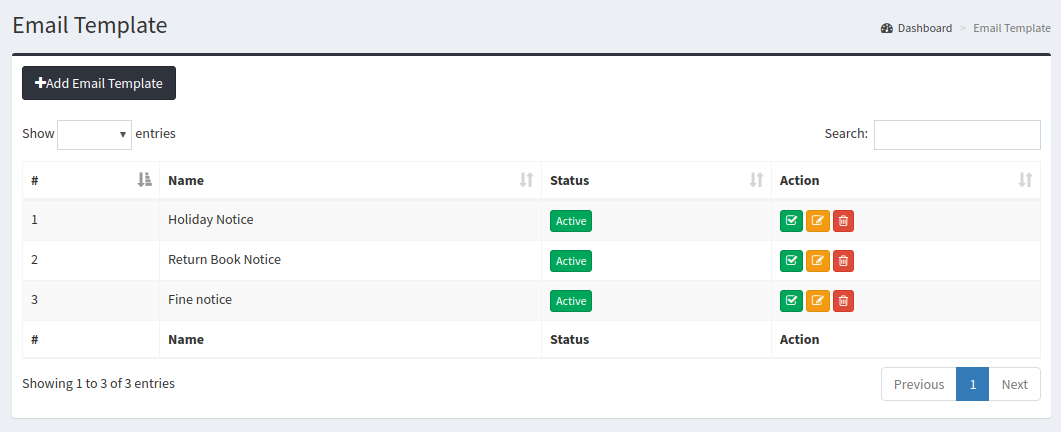 Email Template
Dashboard > Email Template
Add Email Template
Show entries
Search:
# Name Status Action
1 Holiday Notice Active
2 Return Book Notice Active
3 Fine notice Active
# Name Status Action
Showing 1 to 3 of 3 entries
Previous 1 Next